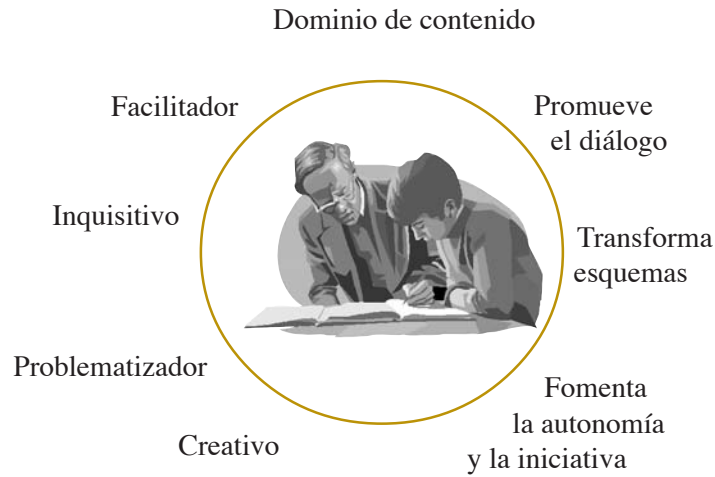 Dominio de contenido
Facilitador
Promueve
el diálogo
Inquisitivo
Transforma
esquemas
Problematizador
Fomenta
la autonomía
y la iniciativa
Creativo